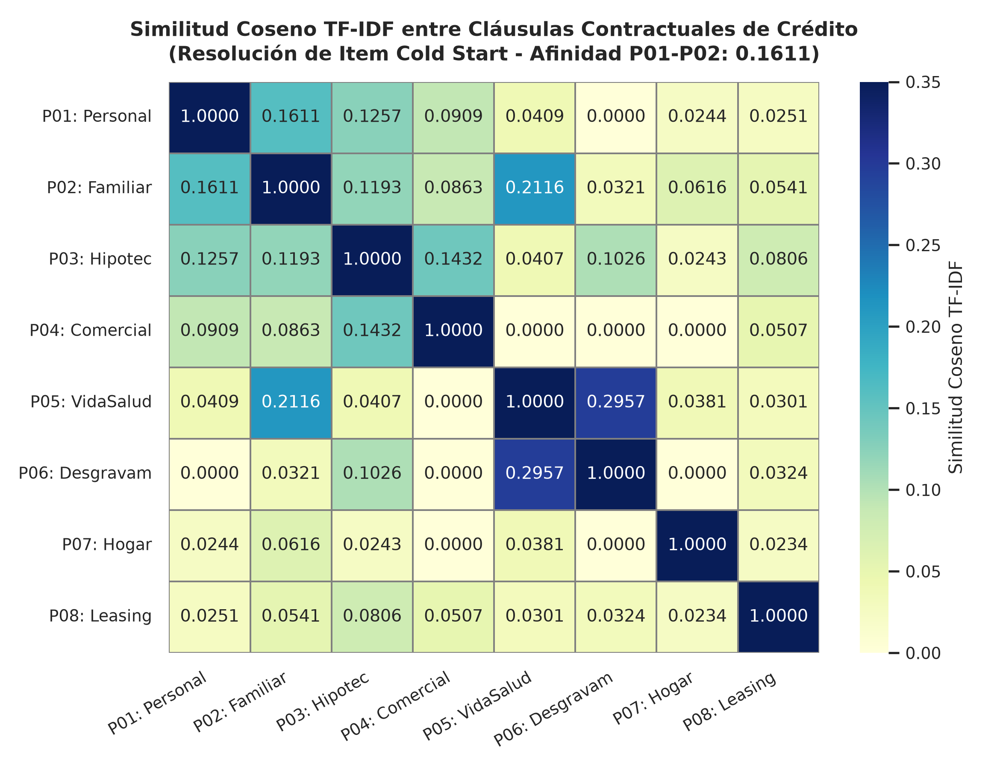 Similitud Coseno TF-IDF entre Cláusulas Contractuales de Crédito
(Resolución de Item Cold Start - Afinidad P01-P02: 0.1611)
P01: Personal 1.0000 0.1611 0.1257 0.0909 0.0409 0.0000 0.0244 0.0251
P02: Familiar 0.1611 1.0000 0.1193 0.0863 0.2116 0.0321 0.0616 0.0541
P03: Hipotec 0.1257 0.1193 1.0000 0.1432 0.0407 0.1026 0.0243 0.0806
P04: Comercial 0.0909 0.0863 0.1432 1.0000 0.0000 0.0000 0.0000 0.0507
P05: VidaSalud 0.0409 0.2116 0.0407 0.0000 1.0000 0.2957 0.0381 0.0301
P06: Desgravam 0.0000 0.0321 0.1026 0.0000 0.2957 1.0000 0.0000 0.0324
P07: Hogar 0.0244 0.0616 0.0243 0.0000 0.0381 0.0000 1.0000 0.0234
P08: Leasing 0.0251 0.0541 0.0806 0.0507 0.0301 0.0324 0.0234 1.0000
P01: Personal
P02: Familiar
P03: Hipotec
P04: Comercial
P05: VidaSalud
P06: Desgravam
P07: Hogar
P08: Leasing
0.35
0.30
0.25
0.20
0.15
0.10
0.05
0.00
Similitud Coseno TF-IDF